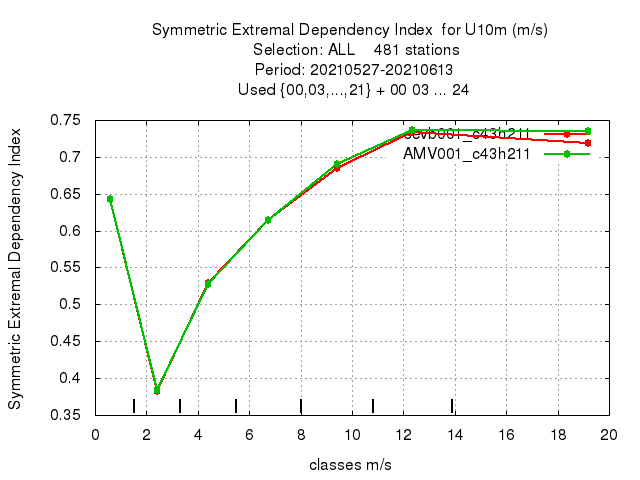 Symmetric Extremal Dependency Index for U10m (m/s)
Selection: ALL 481 stations
Period: 20210527-20210613
Used {00,03,...,21} + 00 03 ... 24
Symmetric Extremal Dependency Index
0.75
0.7
0.65
0.6
0.55
0.5
0.45
0.4
0.35
AMV001_c43h211
0 2 4 6 8 10 12 14 16 18 20
classes m/s